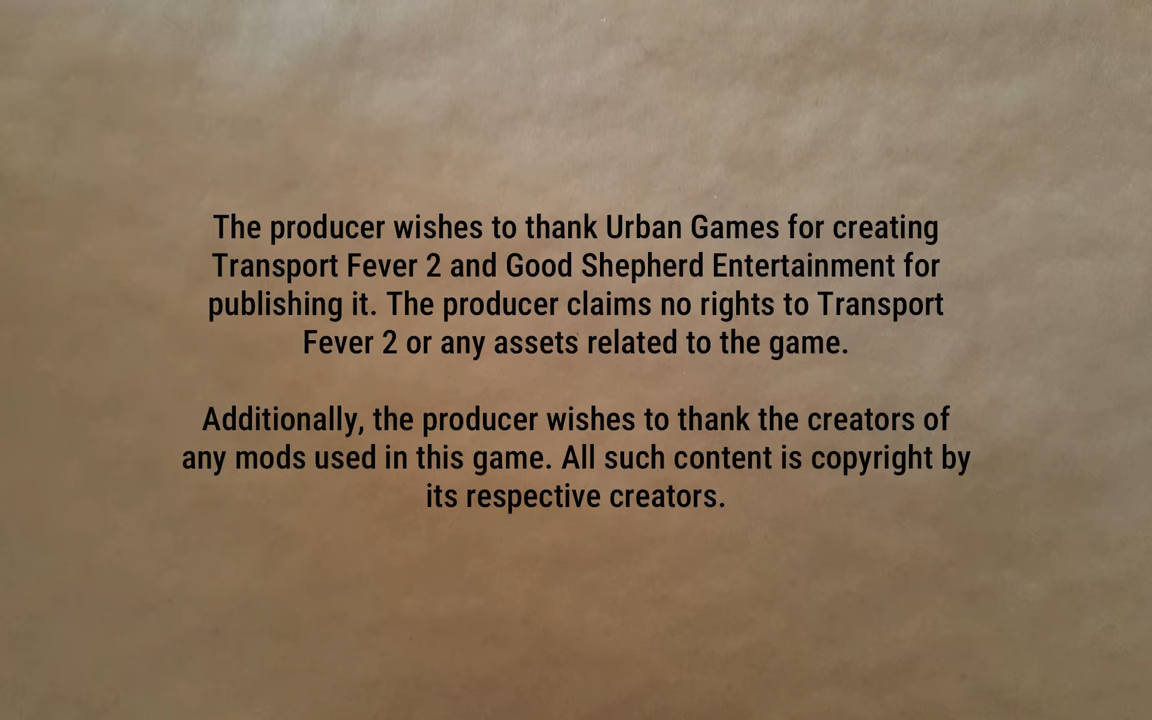 The producer wishes to thank Urban Games for creating
Transport Fever 2 and Good Shepherd Entertainment for
publishing it. The producer claims no rights to Transport
Fever 2 or any assets related to the game.
Additionally, the producer wishes to thank the creators of
any mods used in this game. All such content is copyright by
its respective creators.